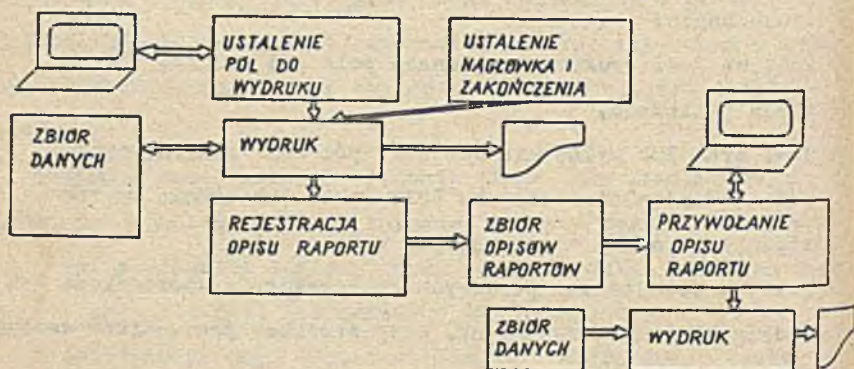 USTALENIE
PÓL DO
WYDRUKU
USTALENIE
NAGŁÓWKA I
ZAKOŃCZENIA
ZBIÓR
DANYCH
WYDRUK
REJESTRACJA
OPISU RAPORTU
ZBIÓR
OPISÓW
RAPORTÓW
PRZYWOŁANIE
OPISU
RAPORTU
ZBIÓR
DANYCH
WYDRUK